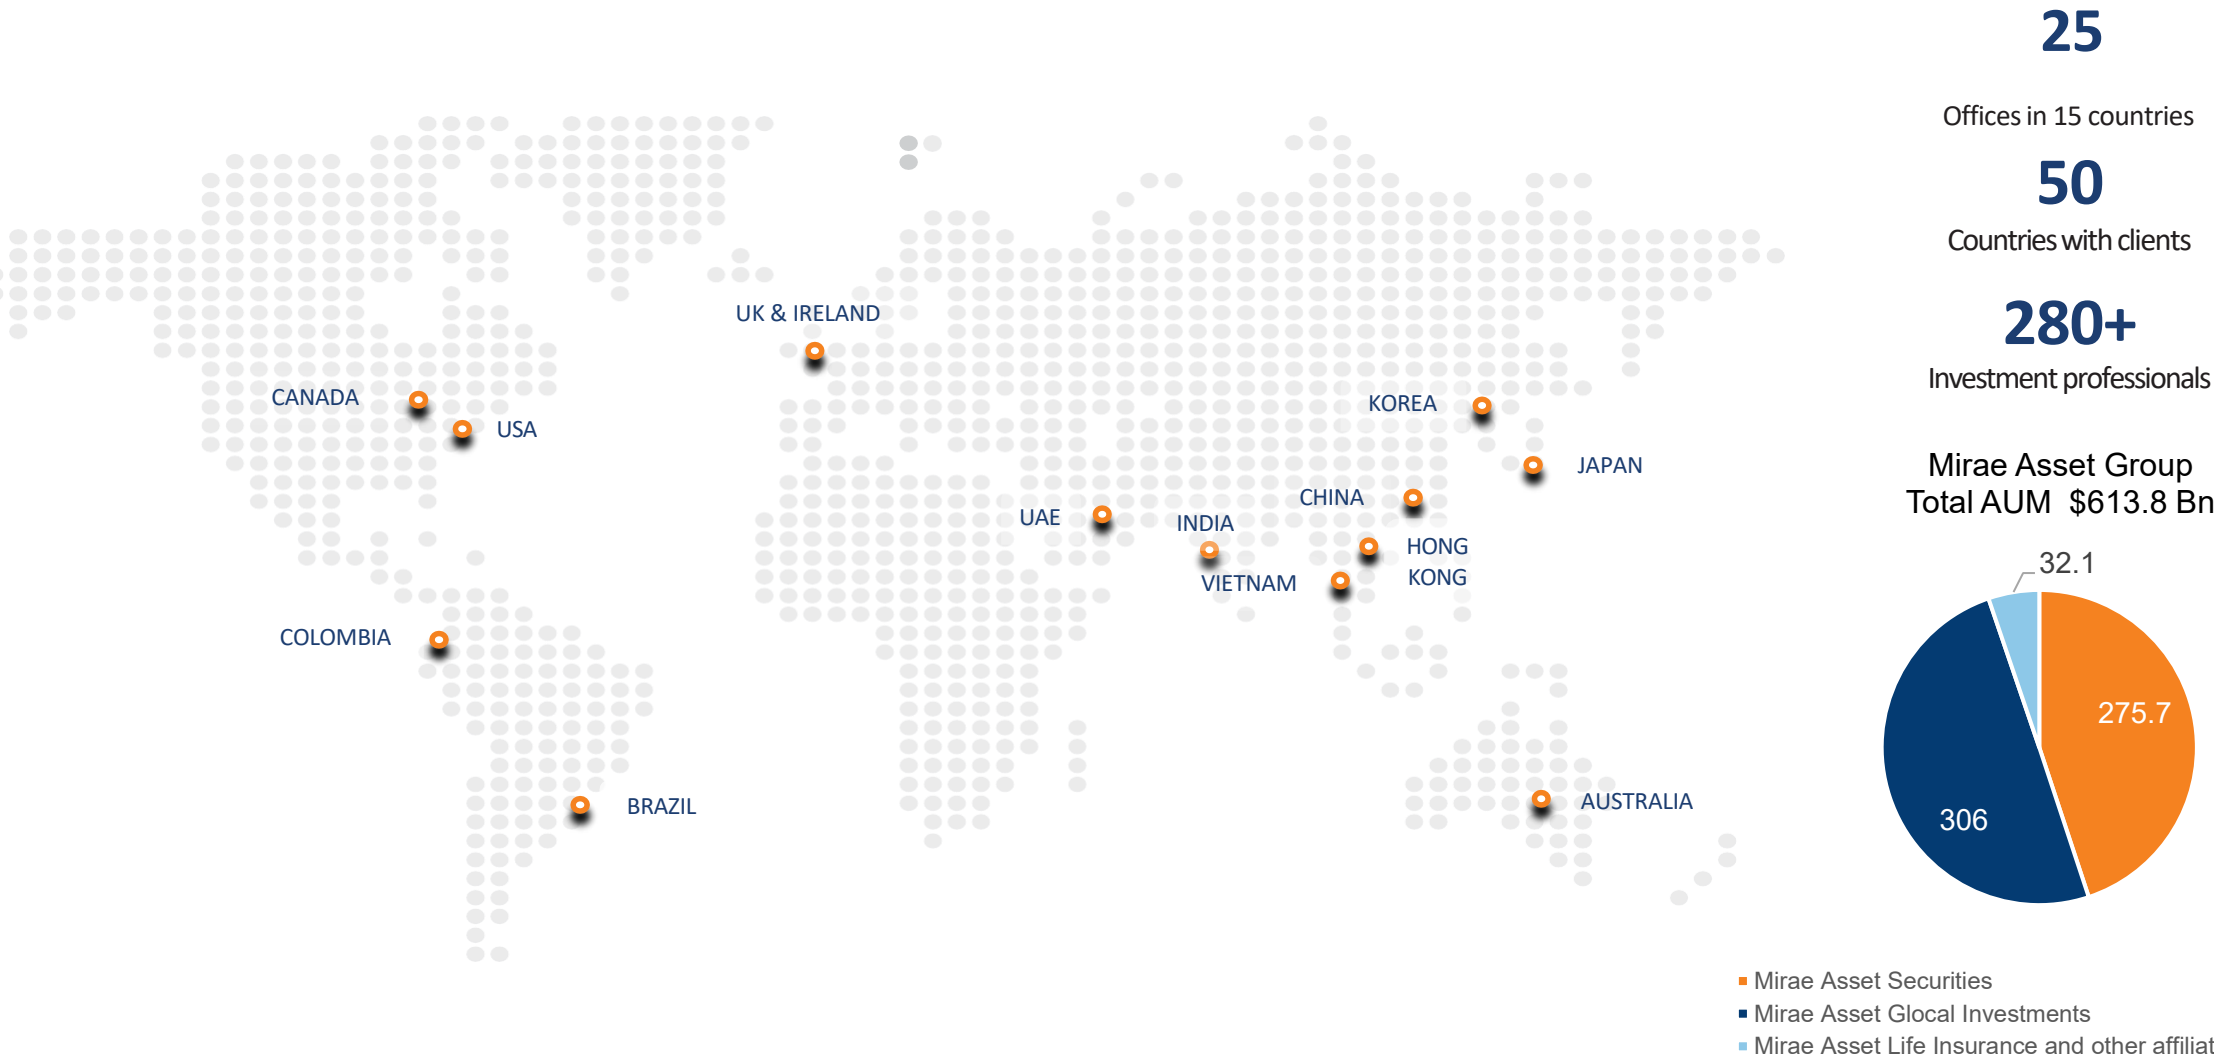 25
Offices in 15 countries
50
Countries with clients
280+
Investment professionals
UK & IRELAND
CANADA
USA
KOREA
JAPAN
CHINA
UAE
INDIA
HONG
KONG
VIETNAM
COLOMBIA
BRAZIL
AUSTRALIA
Mirae Asset Group
Total AUM $613.8 Bn
32.1
275.7
306
Mirae Asset Securities
Mirae Asset Glocal Investments
Mirae Asset Life Insurance and other affiliat